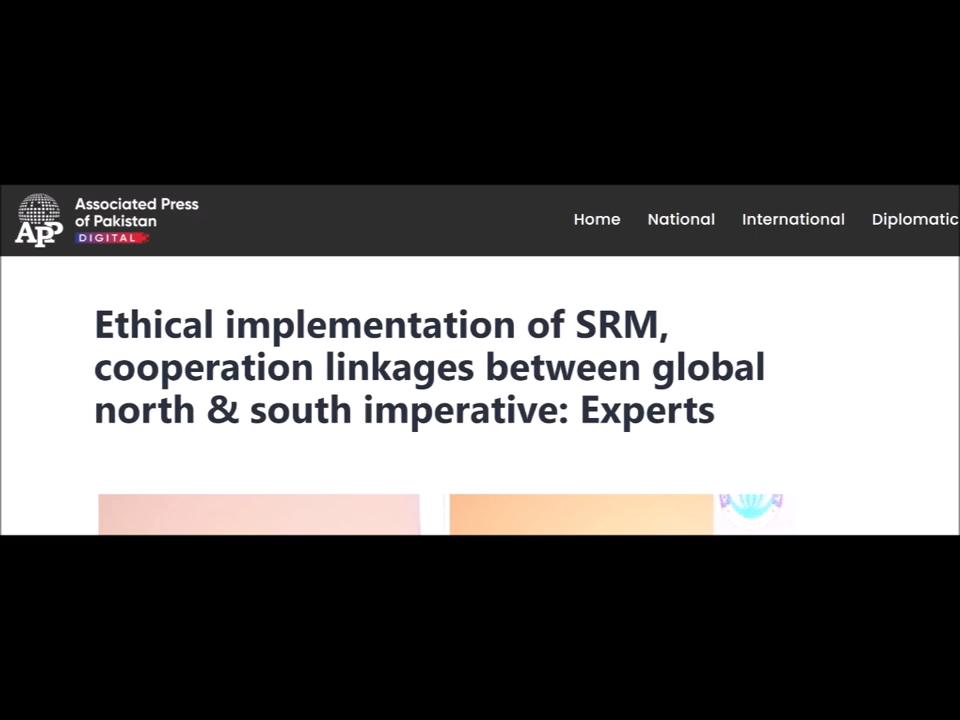 Associated Press
of Pakistan
APP
DIGITAL
Home National International Diplomatic
Ethical implementation of SRM,
cooperation linkages between global
north & south imperative: Experts